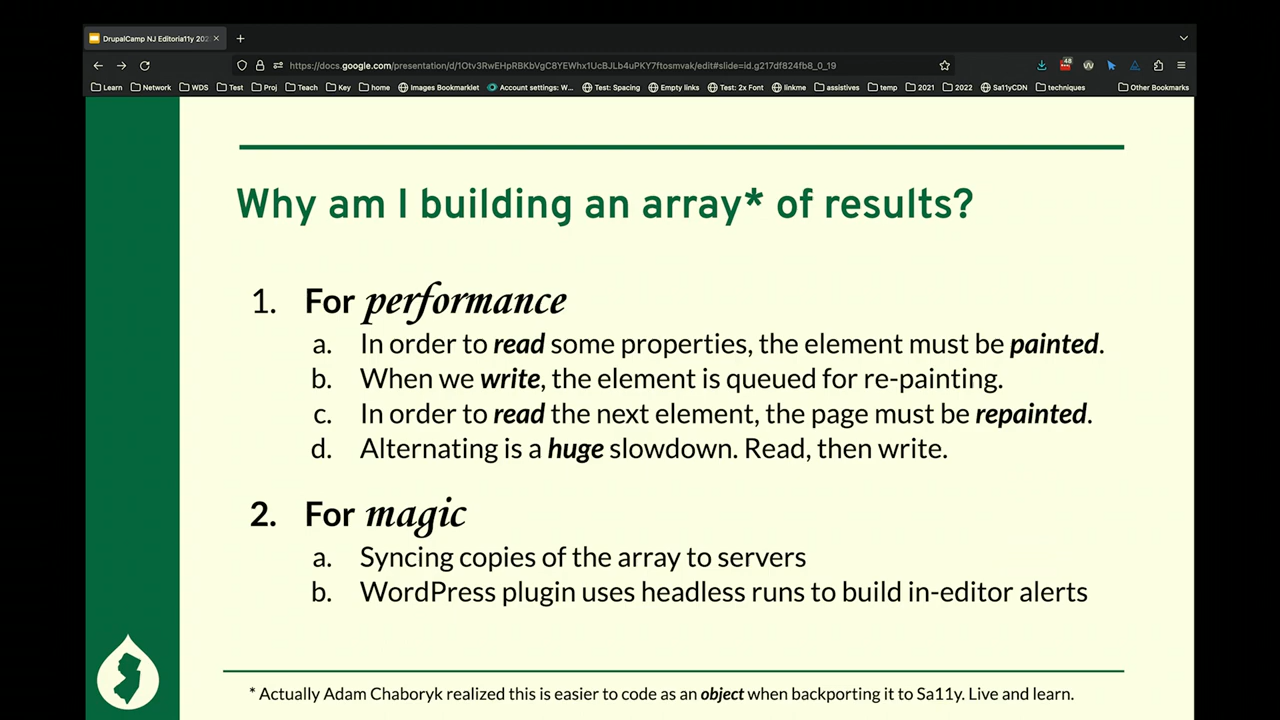 DrupalCamp NJ Editoria11y 202
https://docs.google.com/presentation/d/1Otv3RwEHpRBKbVgC8YEWhx1UcBJLb4uPKY7ftosmvak/edit#slide=id.g217df824fb8_0_19
48
Learn Network WDS Test Proj Teach Key home Images Bookmarklet Account settings: W... Test: Spacing Empty links Test: 2x Font linkme assistives temp 2021 2022 Sa11yCDN techniques Other Bookmarks
Why am I building an array* of results?
1. For performance
a. In order to read some properties, the element must be painted.
b. When we write, the element is queued for re-painting.
c. In order to read the next element, the page must be repainted.
d. Alternating is a huge slowdown. Read, then write.
2. For magic
a. Syncing copies of the array to servers
b. WordPress plugin uses headless runs to build in-editor alerts
* Actually Adam Chaboryk realized this is easier to code as an object when backporting it to Sa11y. Live and learn.